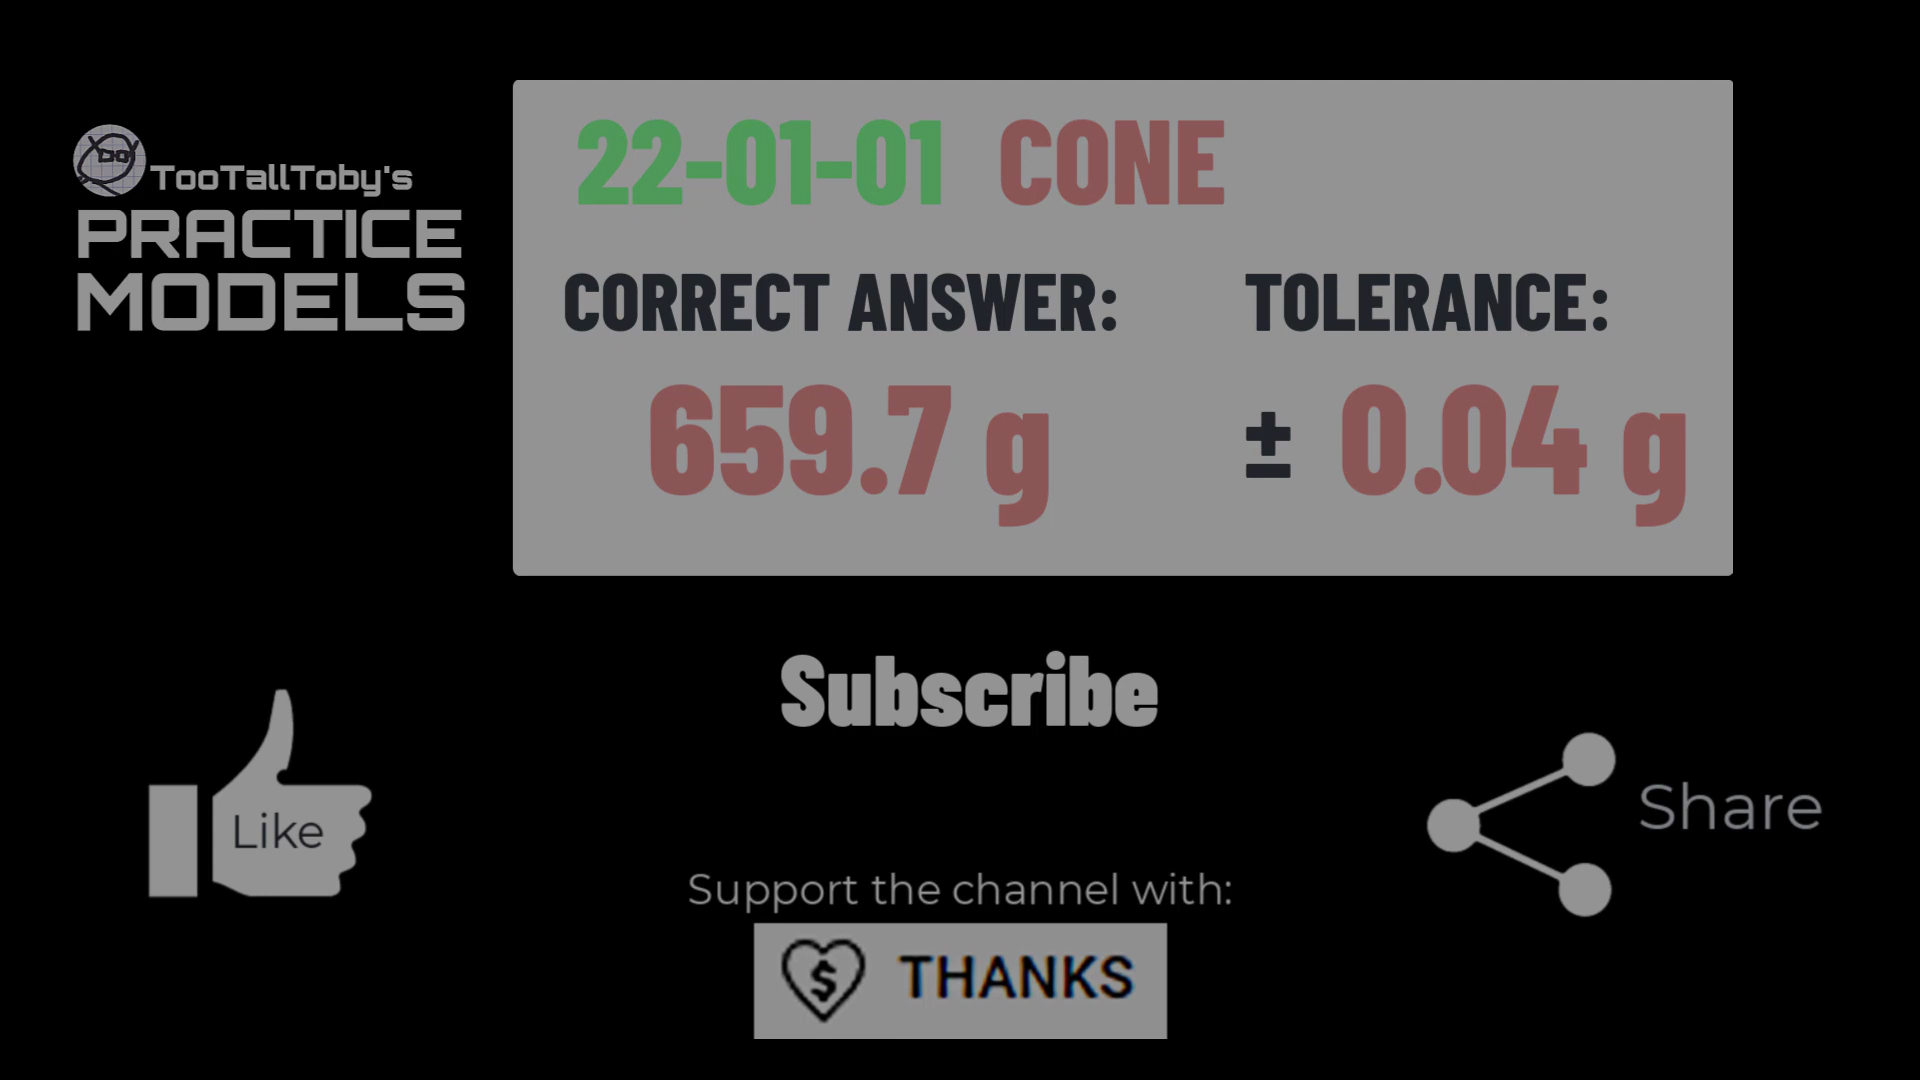 TooTallToby's
PRACTICE
MODELS
22-01-01 CONE
CORRECT ANSWER: TOLERANCE:
659.7 g ± 0.04 g
Subscribe
Like
Share
Support the channel with:
$ THANKS